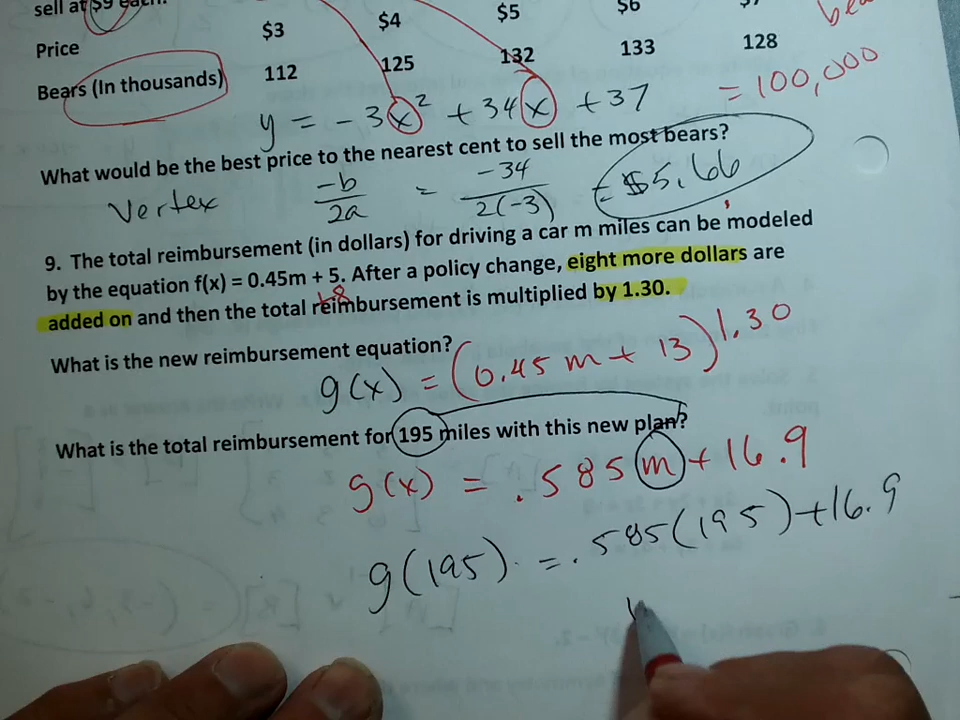 sell at $9 each.
Price $3 $4 $5 $6
Bears (In thousands) 112 125 132 133 128
y = -3x² + 34x + 37 = 100,000
What would be the best price to the nearest cent to sell the most bears?
Vertex -b/2a = -34/2(-3) = $5.66
9. The total reimbursement (in dollars) for driving a car m miles can be modeled
by the equation f(x) = 0.45m + 5. After a policy change, eight more dollars are
+8
added on and then the total reimbursement is multiplied by 1.30.
What is the new reimbursement equation?
g(x) = (0.45m + 13)1.30
What is the total reimbursement for 195 miles with this new plan?
g(x) = .585m + 16.9
g(195) = .585(195) + 16.9